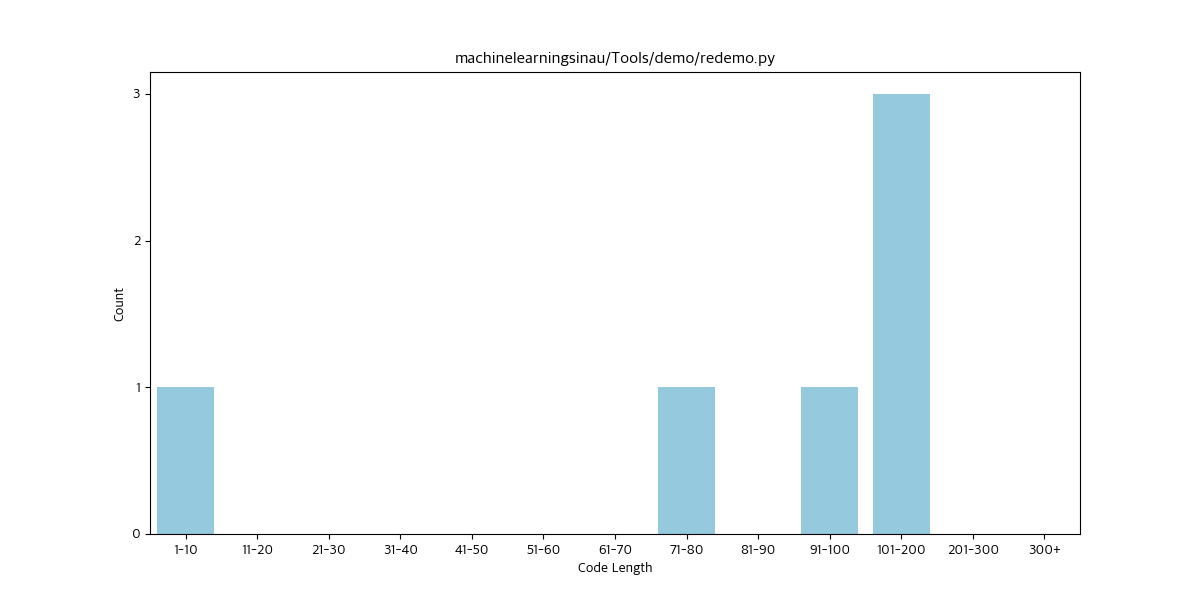 machinelearningsinau/Tools/demo/redemo.py
3
2
1
0
Count
1-10 11-20 21-30 31-40 41-50 51-60 61-70 71-80 81-90 91-100 101-200 201-300 300+
Code Length